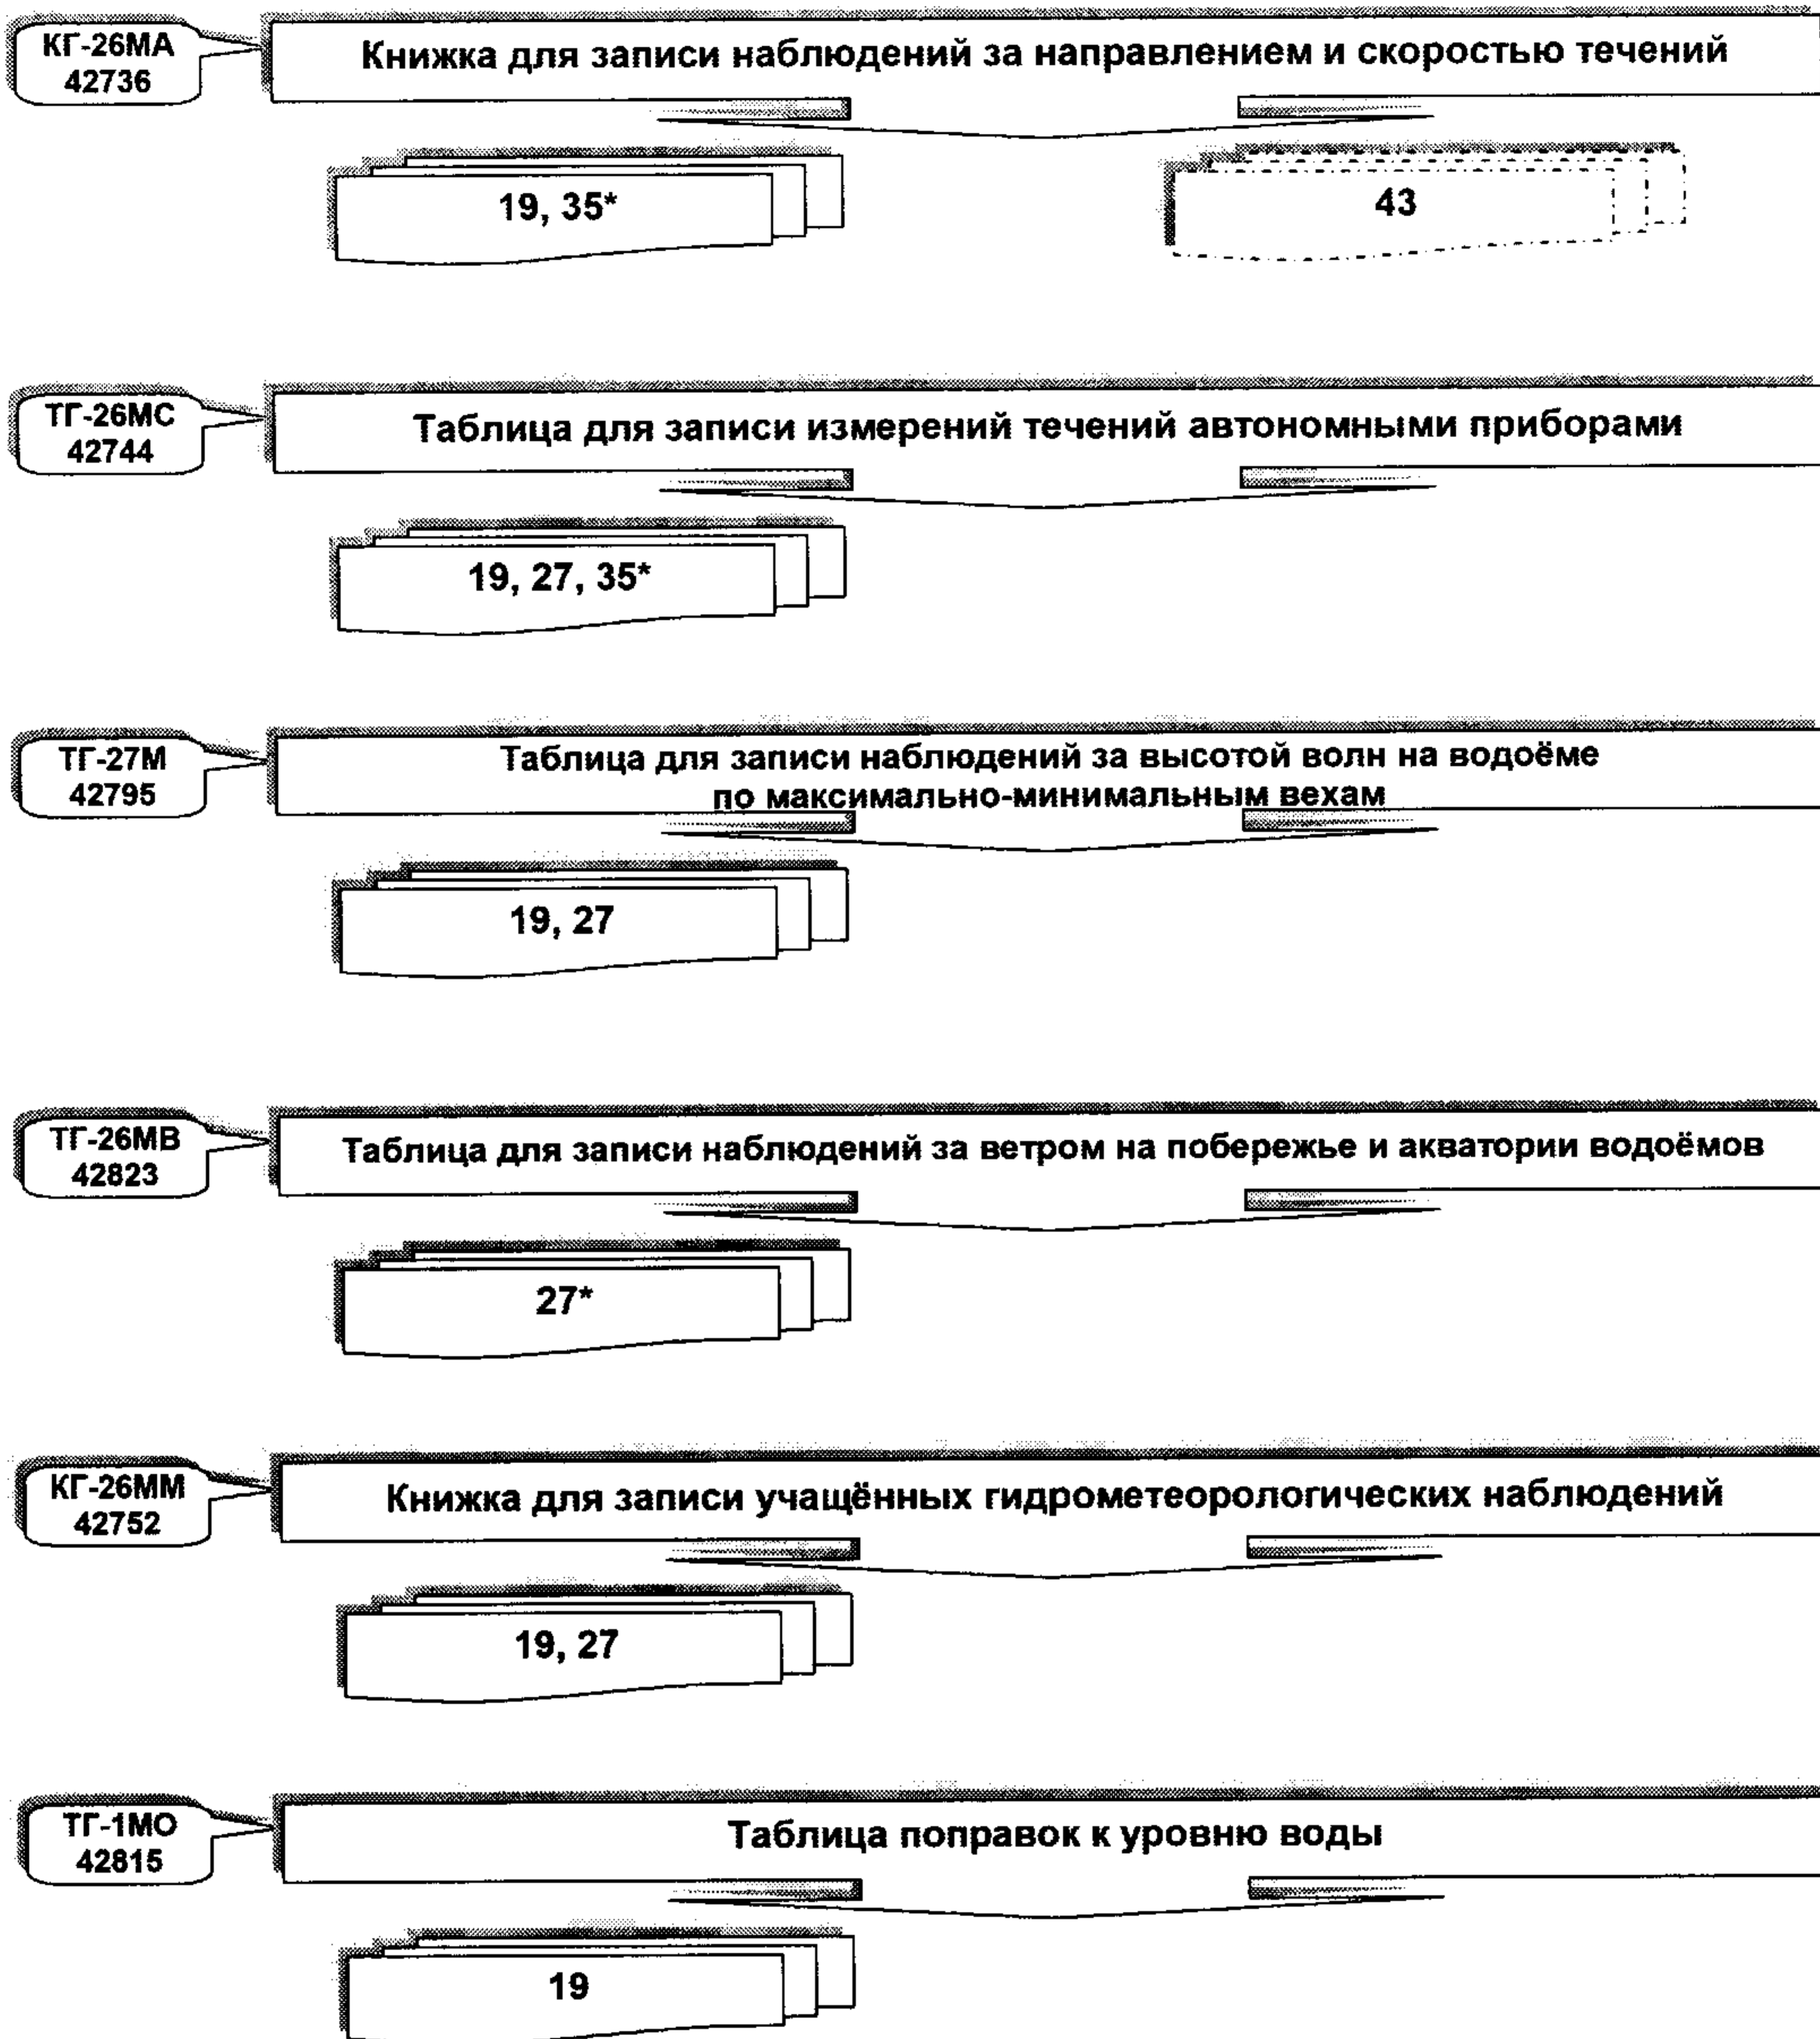 КГ-26МА
42736
Книжка для записи наблюдений за направлением и скоростью течений
19, 35*
43
ТГ-26МС
42744
Таблица для записи измерений течений автономными приборами
19, 27, 35*
ТГ-27М
42795
Таблица для записи наблюдений за высотой волн на водоёме
по максимально-минимальным вехам
19, 27
ТГ-26МВ
42823
Таблица для записи наблюдений за ветром на побережье и акватории водоёмов
27*
КГ-26ММ
42752
Книжка для записи учащённых гидрометеорологических наблюдений
19, 27
ТГ-1МО
42815
Таблица поправок к уровню воды
19